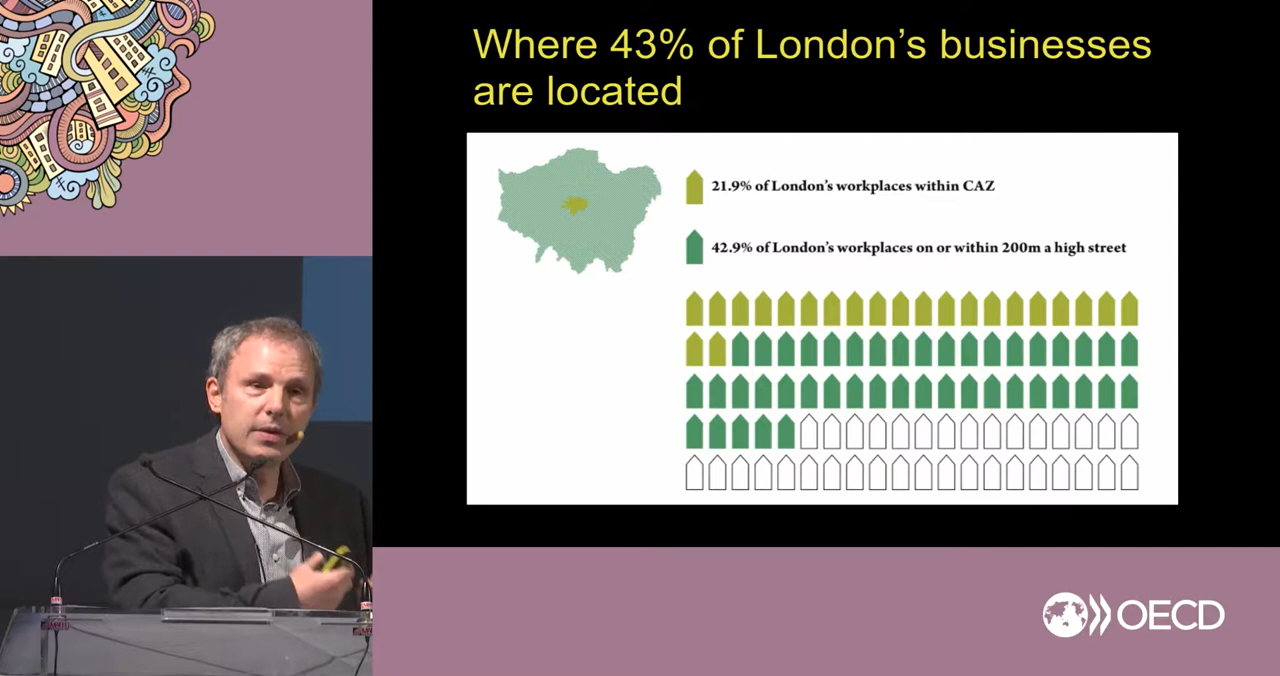 Where 43% of London's businesses
are located
21.9% of London's workplaces within CAZ
42.9% of London's workplaces on or within 200m a high street
OECD